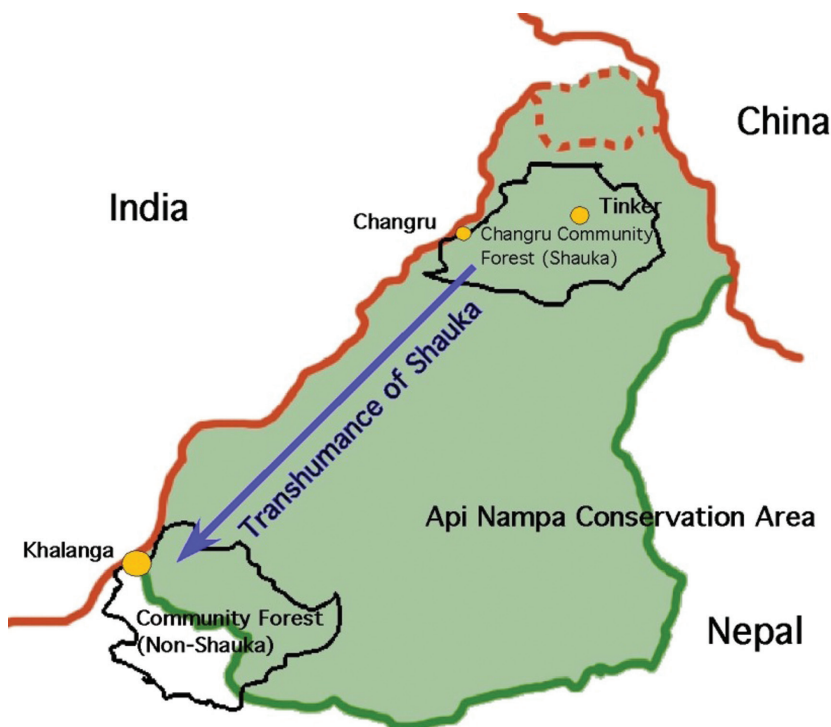 China
India
Tinker
Changru
Changru Community
Forest (Shauka)
Transhumance of Shauka
Api Nampa Conservation Area
Khalanga
Community Forest
(Non-Shauka)
Nepal